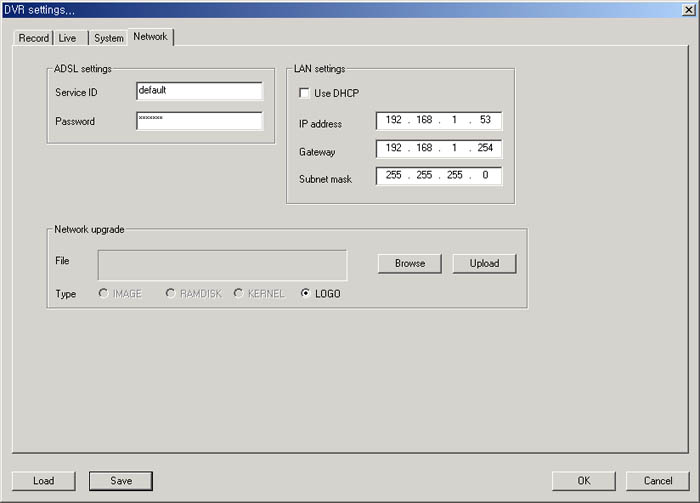 DVR settings...
Record Live System Network
ADSL settings
Service ID default
Password xxxxxxx
LAN settings
Use DHCP
IP address 192 . 168 . 1 . 53
Gateway 192 . 168 . 1 . 254
Subnet mask 255 . 255 . 255 . 0
Network upgrade
File Browse Upload
Type IMAGE RAMDISK KERNEL LOGO
Load Save OK Cancel